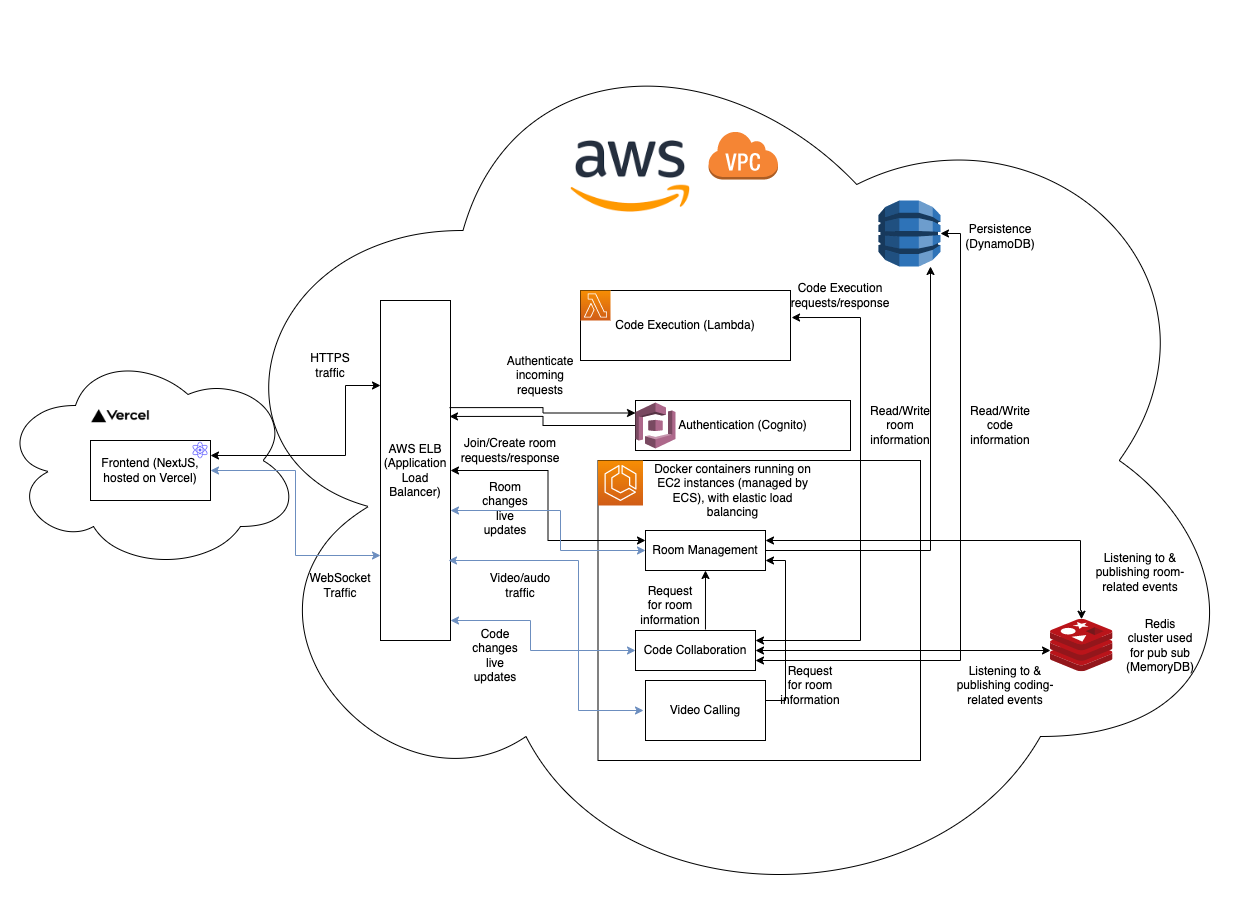 aws
VPC
Persistence
(DynamoDB)
Code Execution
requests/response
Code Execution (Lambda)
HTTPS
traffic
Authenticate
incoming
requests
Vercel
Frontend (NextJS,
hosted on Vercel)
AWS ELB
(Application
Load
Balancer)
Authentication (Cognito)
Read/Write
room
information
Read/Write
code
information
Join/Create room
requests/response
Docker containers running on
EC2 instances (managed by
ECS), with elastic load
balancing
Room
changes
live
updates
Room Management
WebSocket
Traffic
Video/audo
traffic
Request
for room
information
Listening to &
publishing room-
related events
Code
changes
live
updates
Code Collaboration
Redis
cluster used
for pub sub
(MemoryDB)
Listening to &
publishing coding-
related events
Request
for room
information
Video Calling